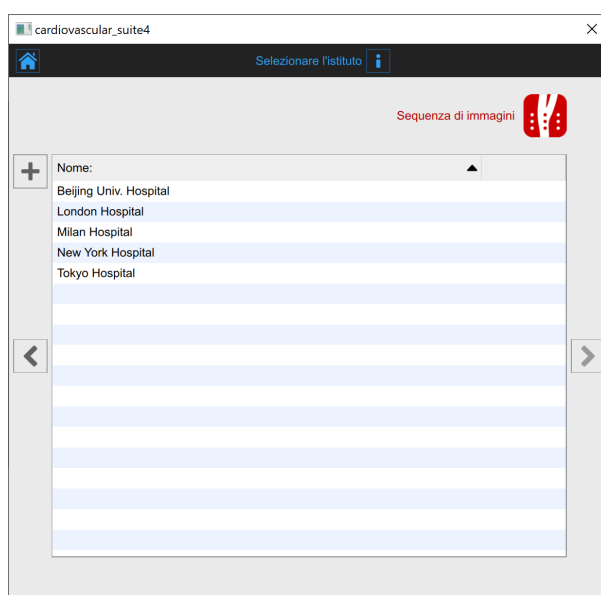 cardiovascular_suite4
Selezionare l'istituto
Sequenza di immagini
Nome:
Beijing Univ. Hospital
London Hospital
Milan Hospital
New York Hospital
Tokyo Hospital